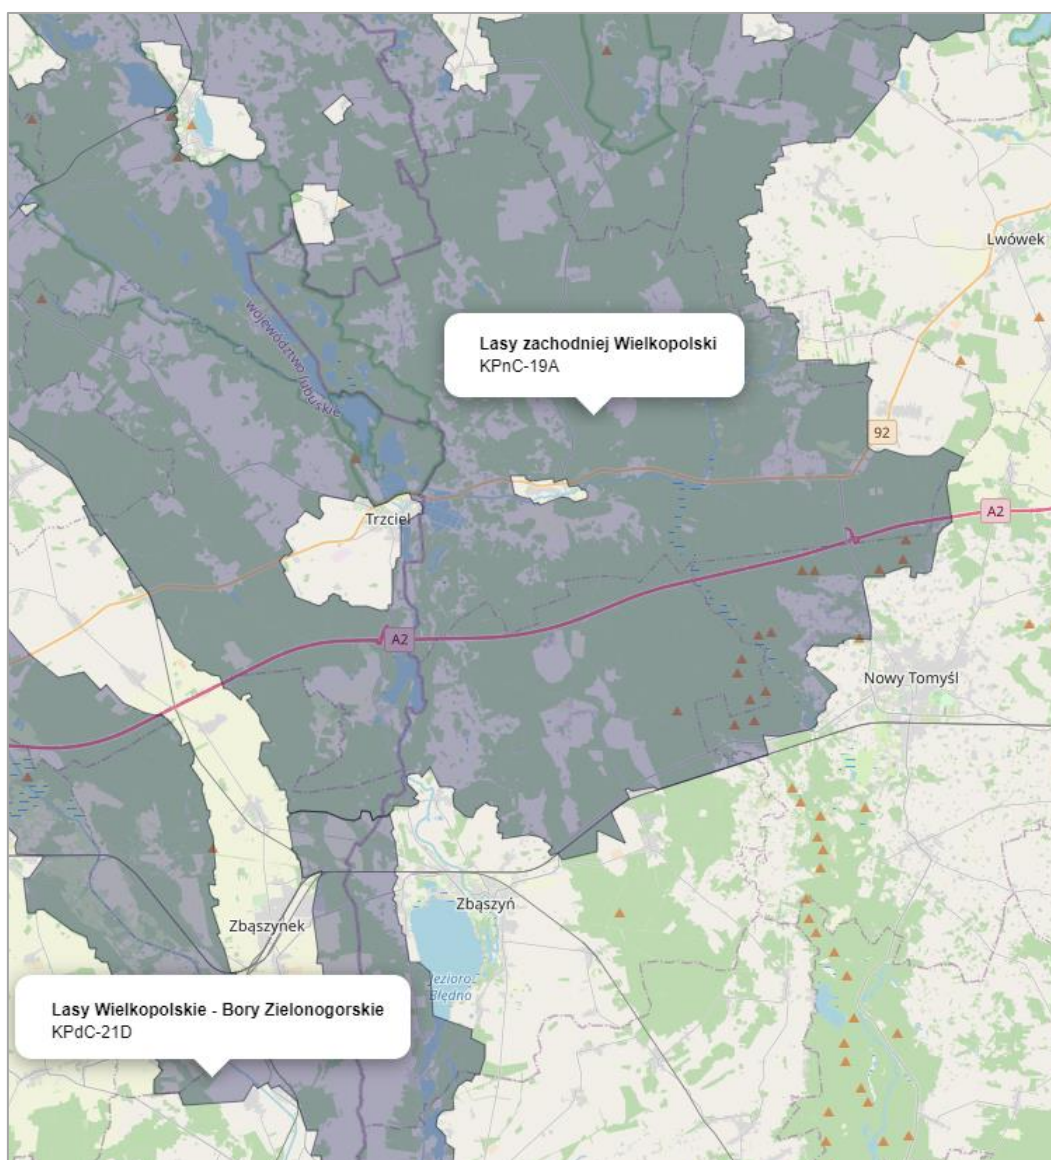 Lwówek
województwo lubuskie
Lasy zachodniej Wielkopolski
KPnC-19A
92
Trzciel
A2
A2
Nowy Tomyśl
Zbąszyń
Zbąszynek
Jezioro
Błędno
Lasy Wielkopolskie - Bory Zielonogorskie
KPdC-21D